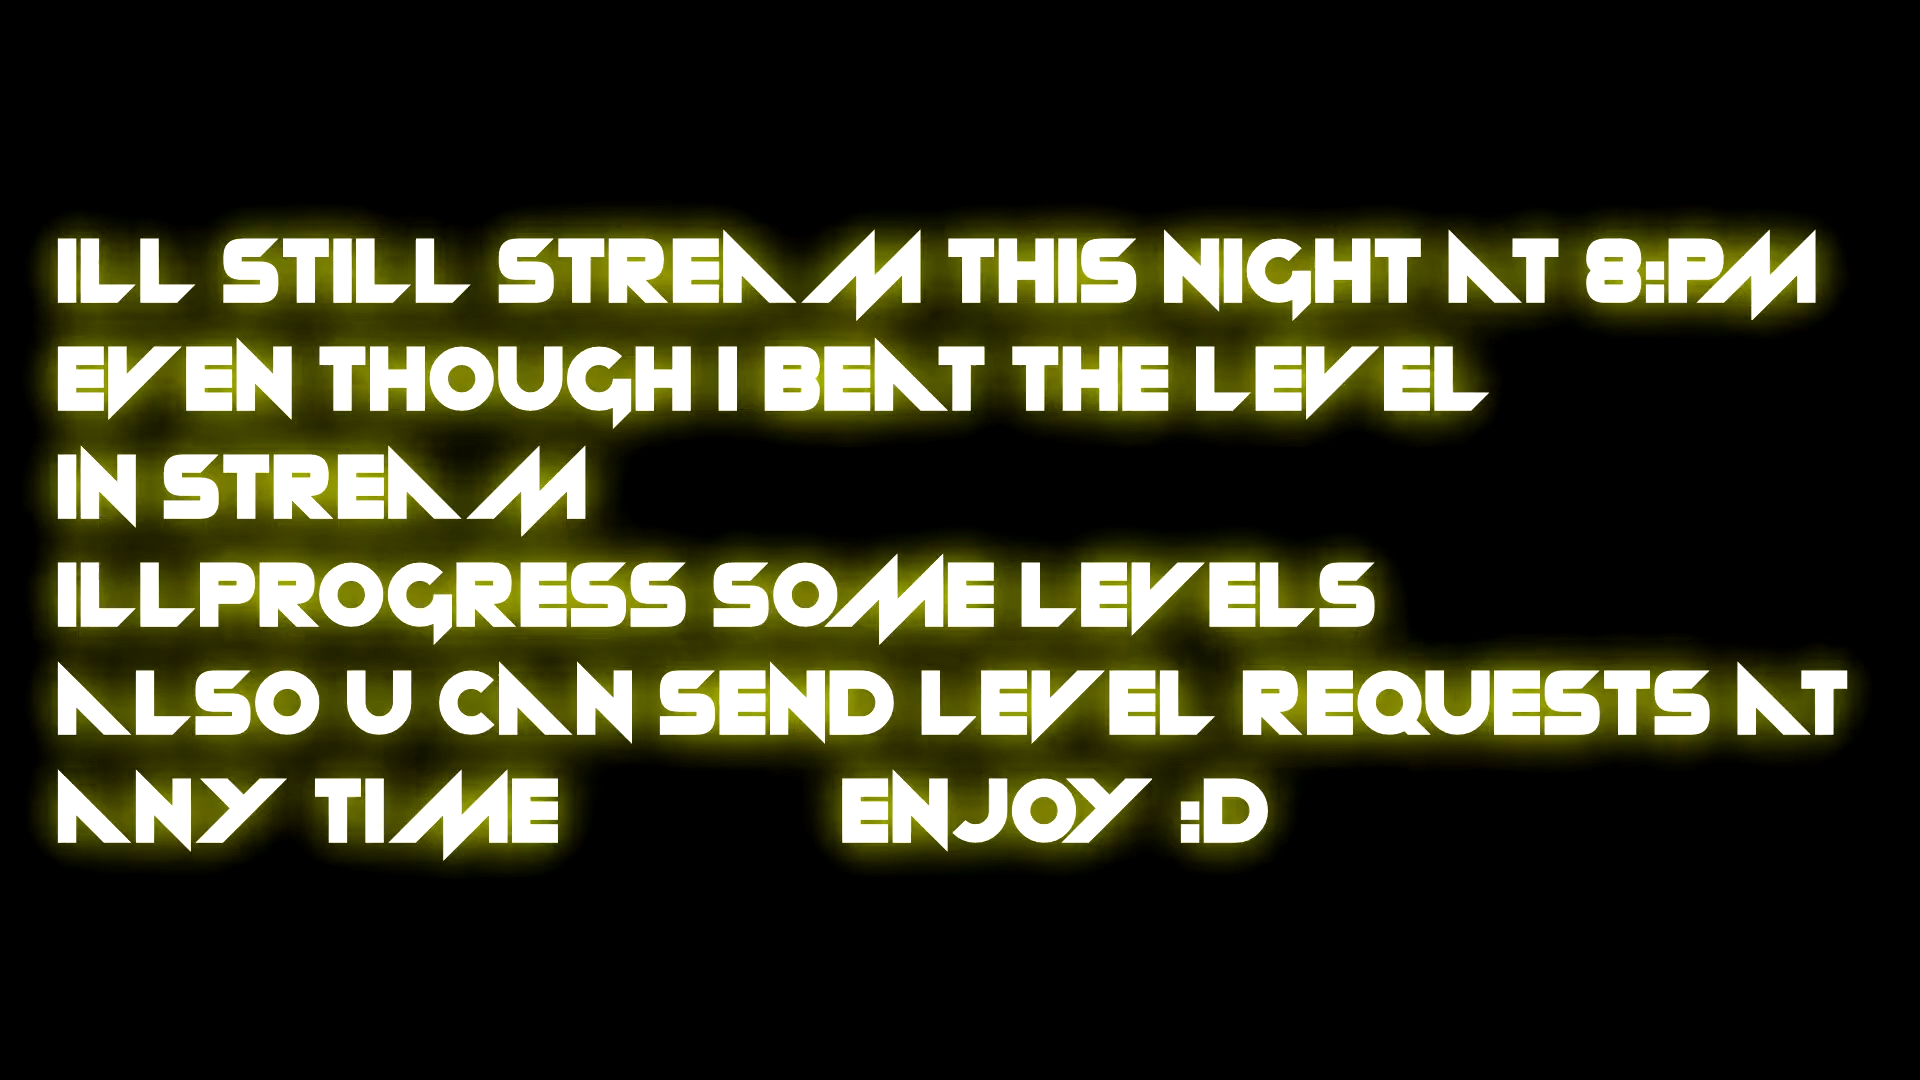 ILL STILL STREAM THIS NIGHT AT 8:PM
EVEN THOUGH I BEAT THE LEVEL
IN STREAM
ILLPROGRESS SOME LEVELS
ALSO U CAN SEND LEVEL REQUESTS AT
ANY TIME ENJOY :D